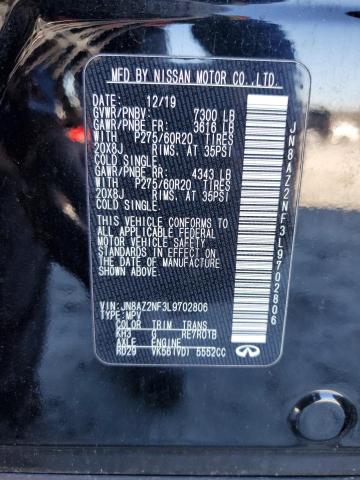 MFD BY NISSAN MOTOR CO.,LTD.
DATE: 12/19
GVWR/PNBV: 7300 LB
GAWR/PNBE FR: 3616 LB
WITH P275/60R20 TIRES
20X8J RIMS. AT 35PSI
COLD SINGLE
GAWR/PNBE RR: 4343 LB
WITH P275/60R20 TIRES
20X8J RIMS. AT 35PSI
COLD SINGLE
THIS VEHICLE CONFORMS TO
ALL APPLICABLE FEDERAL
MOTOR VEHICLE SAFETY
STANDARDS IN EFFECT ON THE
DATE OF MANUFACTURE
SHOWN ABOVE.
VIN: JN8AZ2NF3L9702806
TYPE: MPV
COLOR TRIM TRANS
KH3 G RE7R01B
AXLE ENGINE
RD29 VK56(VD) 5552CC
JN8AZ2NF3L9702806